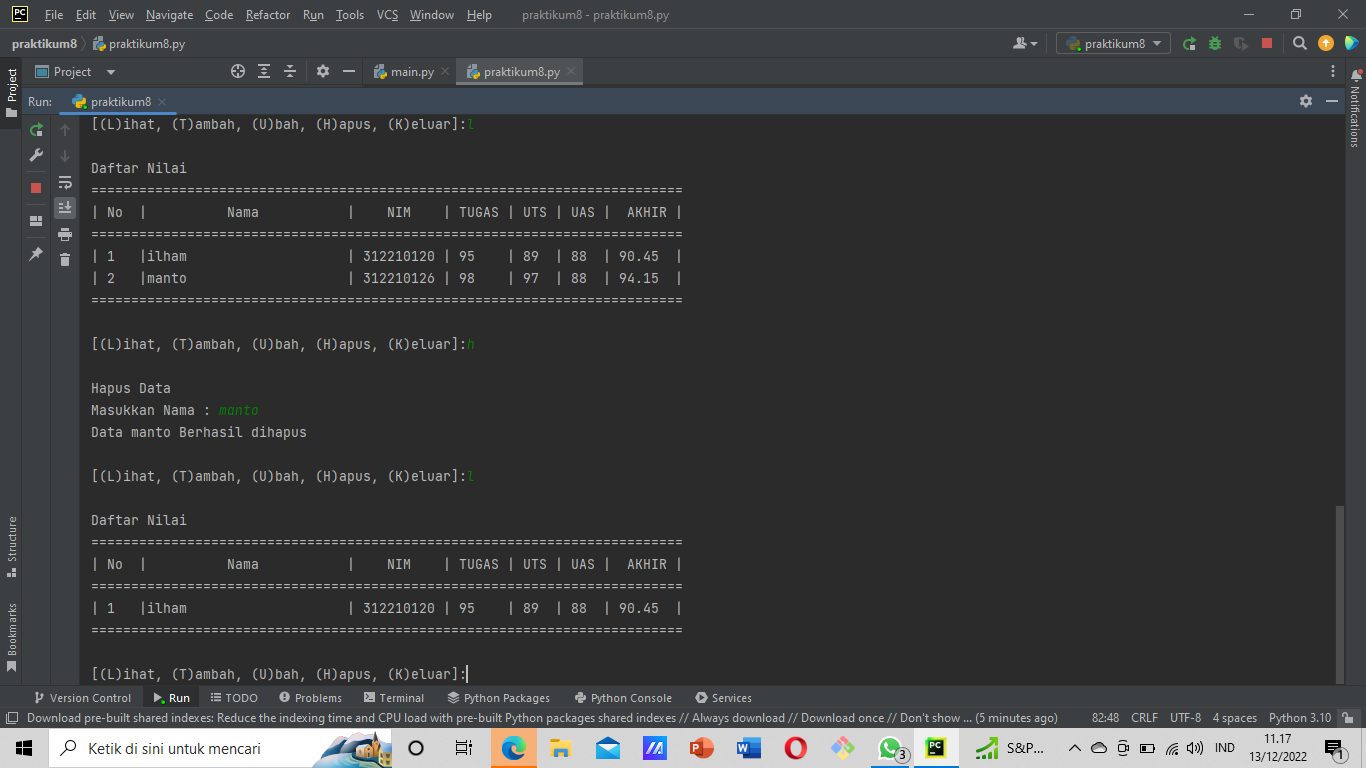 PC File Edit View Navigate Code Refactor Run Tools VCS Window Help praktikum8 - praktikum8.py
praktikum8 praktikum8.py praktikum8
Project Project main.py praktikum8.py
Run: praktikum8
Notifications
[(L)ihat, (T)ambah, (U)bah, (H)apus, (K)eluar]:l
Daftar Nilai
==========================================================================
| No  |          Nama           |    NIM    | TUGAS | UTS | UAS |  AKHIR |
==========================================================================
| 1   |ilham                    | 312210120 | 95    | 89  | 88  | 90.45  |
| 2   |manto                    | 312210126 | 98    | 97  | 88  | 94.15  |
==========================================================================
[(L)ihat, (T)ambah, (U)bah, (H)apus, (K)eluar]:h
Hapus Data
Masukkan Nama : manto
Data manto Berhasil dihapus
[(L)ihat, (T)ambah, (U)bah, (H)apus, (K)eluar]:l
Daftar Nilai
==========================================================================
| No  |          Nama           |    NIM    | TUGAS | UTS | UAS |  AKHIR |
==========================================================================
| 1   |ilham                    | 312210120 | 95    | 89  | 88  | 90.45  |
==========================================================================
[(L)ihat, (T)ambah, (U)bah, (H)apus, (K)eluar]:
Structure
Bookmarks
Version Control Run TODO Problems Terminal Python Packages Python Console Services
Download pre-built shared indexes: Reduce the indexing time and CPU load with pre-built Python packages shared indexes // Always download // Download once // Don't show ... (5 minutes ago) 82:48 CRLF UTF-8 4 spaces Python 3.10
Ketik di sini untuk mencari 3 PC S&P... IND 11.17
13/12/2022 1